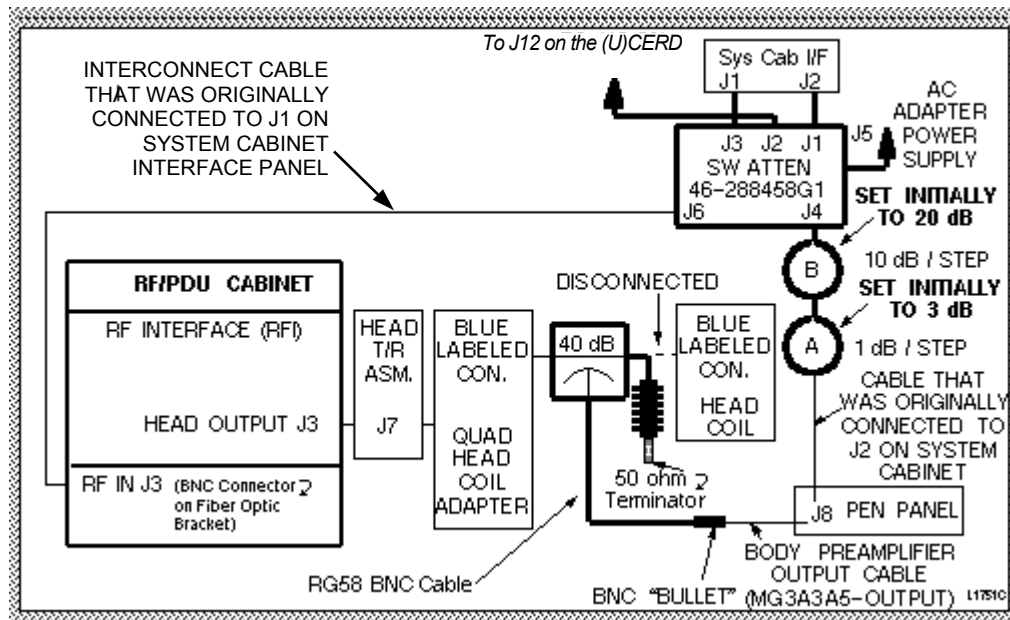 To J12 on the (U)CERD
Sys Cab I/F
J1 J2
INTERCONNECT CABLE
THAT WAS ORIGINALLY
CONNECTED TO J1 ON
SYSTEM CABINET
INTERFACE PANEL
AC
ADAPTER
POWER
SUPPLY
J5
J3 J2 J1
SW ATTEN
46-288458G1
J6 J4
SET INITIALLY
TO 20 dB
B
10 dB / STEP
SET INITIALLY
TO 3 dB
A
1 dB / STEP
CABLE THAT
WAS ORIGINALLY
CONNECTED TO
J2 ON SYSTEM
CABINET
RF/PDU CABINET
RF INTERFACE (RFI)
HEAD OUTPUT J3
RF IN J3 (BNC Connector
on Fiber Optic
Bracket)
HEAD
T/R
ASM.
J7
BLUE
LABELED
CON.
QUAD
HEAD
COIL
ADAPTER
DISCONNECTED
40 dB
BLUE
LABELED
CON.
HEAD
COIL
50 ohm
Terminator
J8 PEN PANEL
RG58 BNC Cable
BNC "BULLET"
BODY PREAMPLIFIER
OUTPUT CABLE
(MG3A3A5-OUTPUT)
L1751C